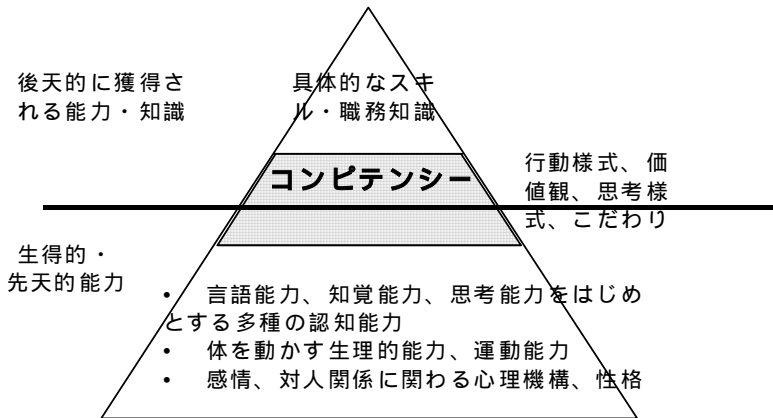 後天的に獲得さ
れる能力・知識
具体的なスキ
ル・職務知識
コンピテンシー
行動様式、価
値観、思考様
式、こだわり
生得的・
先天的能力
• 言語能力、知覚能力、思考能力をはじめ
とする多種の認知能力
• 体を動かす生理的能力、運動能力
• 感情、対人関係に関わる心理機構、性格